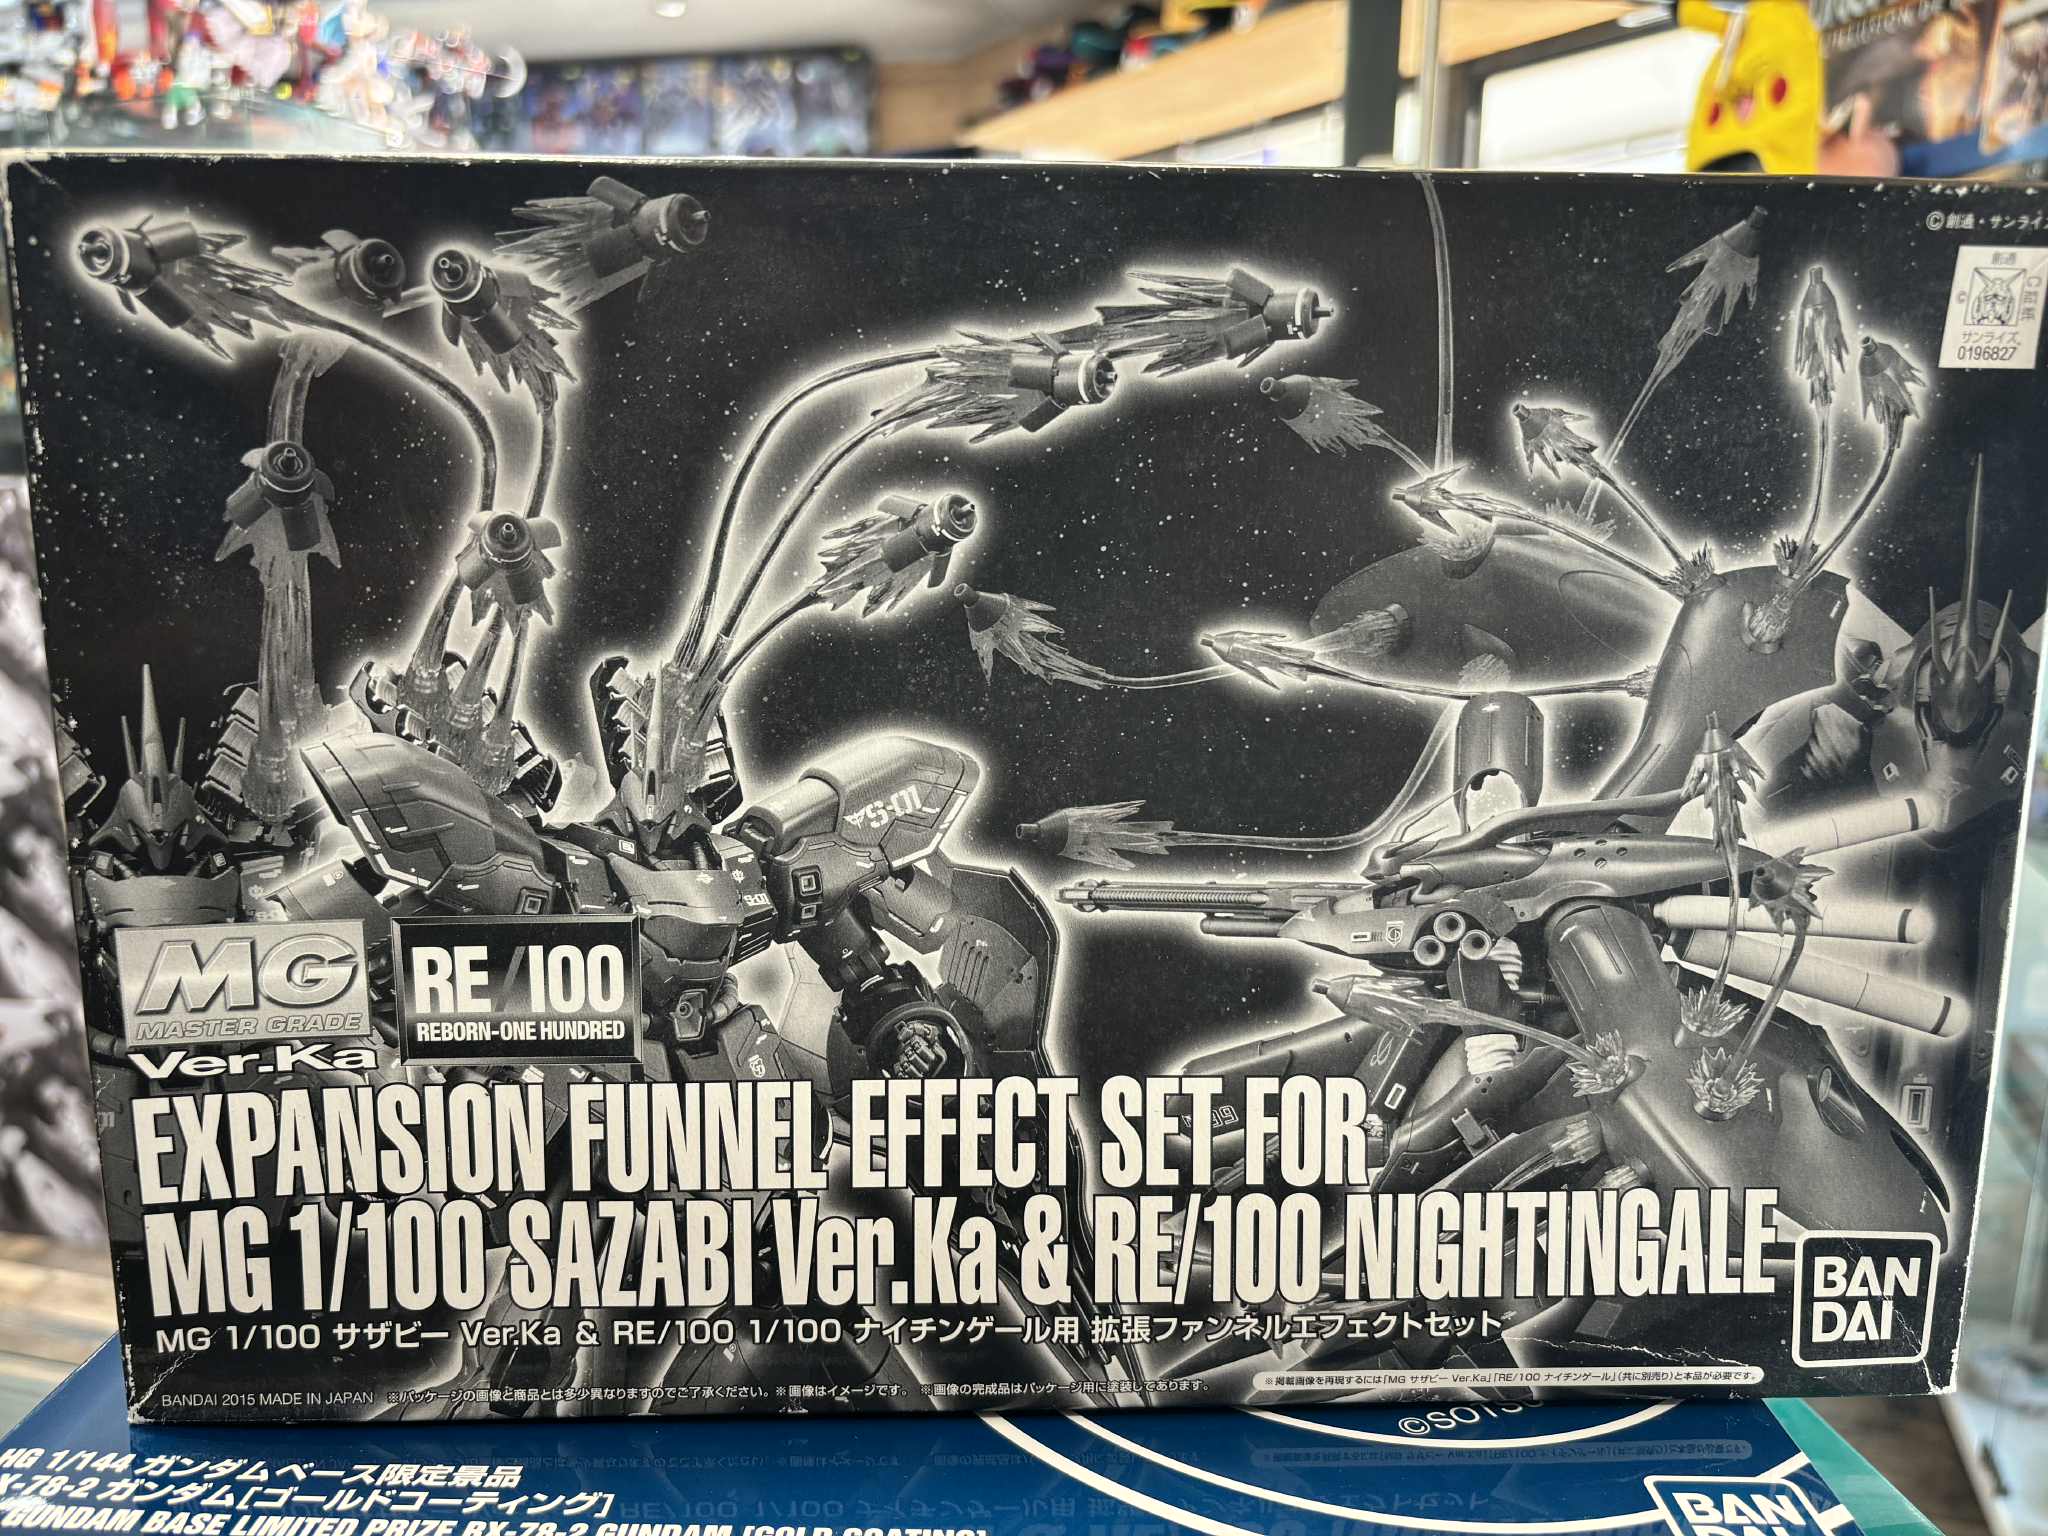 ©創通・サンライズ
創通
©
証紙
サンライズ
0196827
S-01
S-01
MG
MASTER GRADE
Ver.Ka
RE/100
REBORN-ONE HUNDRED
EXPANSION FUNNEL EFFECT SET FOR
MG 1/100 SAZABI Ver.Ka & RE/100 NIGHTINGALE
MG 1/100 サザビー Ver.Ka & RE/100 1/100 ナイチンゲール用 拡張ファンネルエフェクトセット
BANDAI 2015 MADE IN JAPAN ※パッケージの画像と商品とは多少異なりますのでご了承ください。※画像はイメージです。 ※画像の完成品はパッケージ用に塗装してあります。
※掲載画像を再現するには「MG サザビー Ver.Ka」「RE/100 ナイチンゲール」(共に別売り)と本品が必要です。
BAN
DAI
©SOTSU
HG 1/144 ガンダムベース限定景品
RX-78-2 ガンダム[ゴールドコーティング]
"GUNDAM BASE LIMITED PRIZE RX-78-2 GUNDAM [GOLD COATING]
BAN
DAI